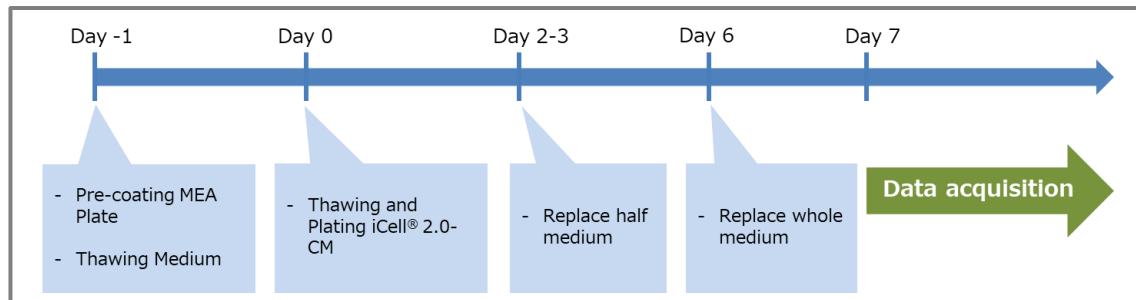 Day -1
Day 0
Day 2-3
Day 6
Day 7
- Pre-coating MEA
Plate
- Thawing Medium
- Thawing and
Plating iCell® 2.0-
CM
- Replace half
medium
- Replace whole
medium
Data acquisition